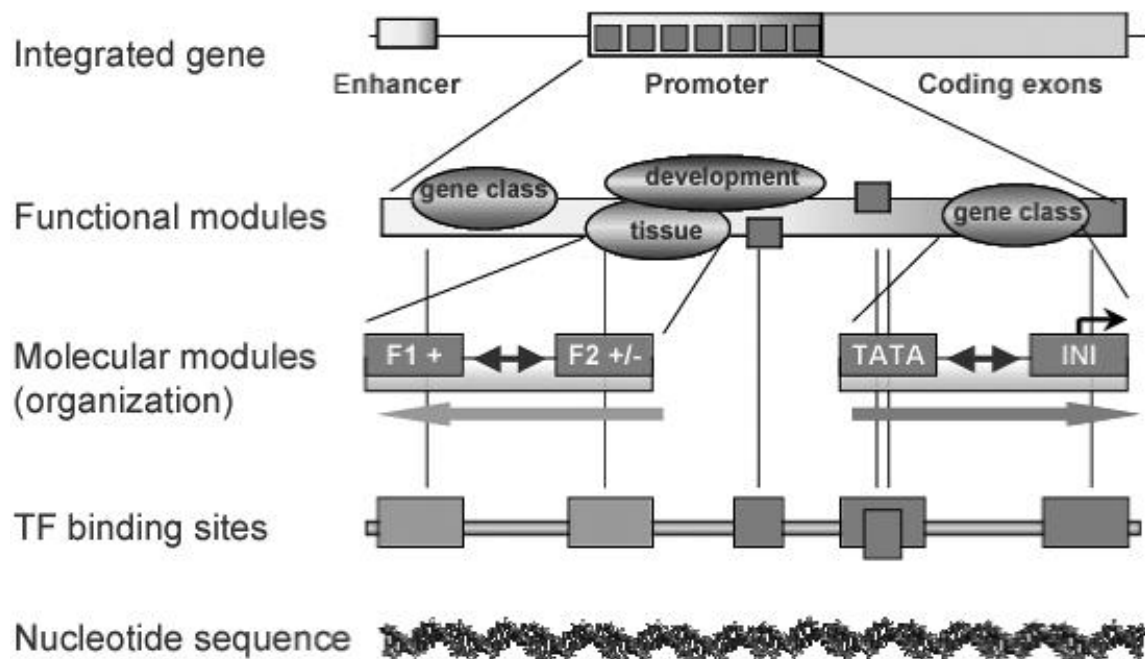 Integrated gene
Enhancer
Promoter
Coding exons
Functional modules
gene class
development
tissue
gene class
Molecular modules
(organization)
F1 +
F2 +/-
TATA
INI
TF binding sites
Nucleotide sequence